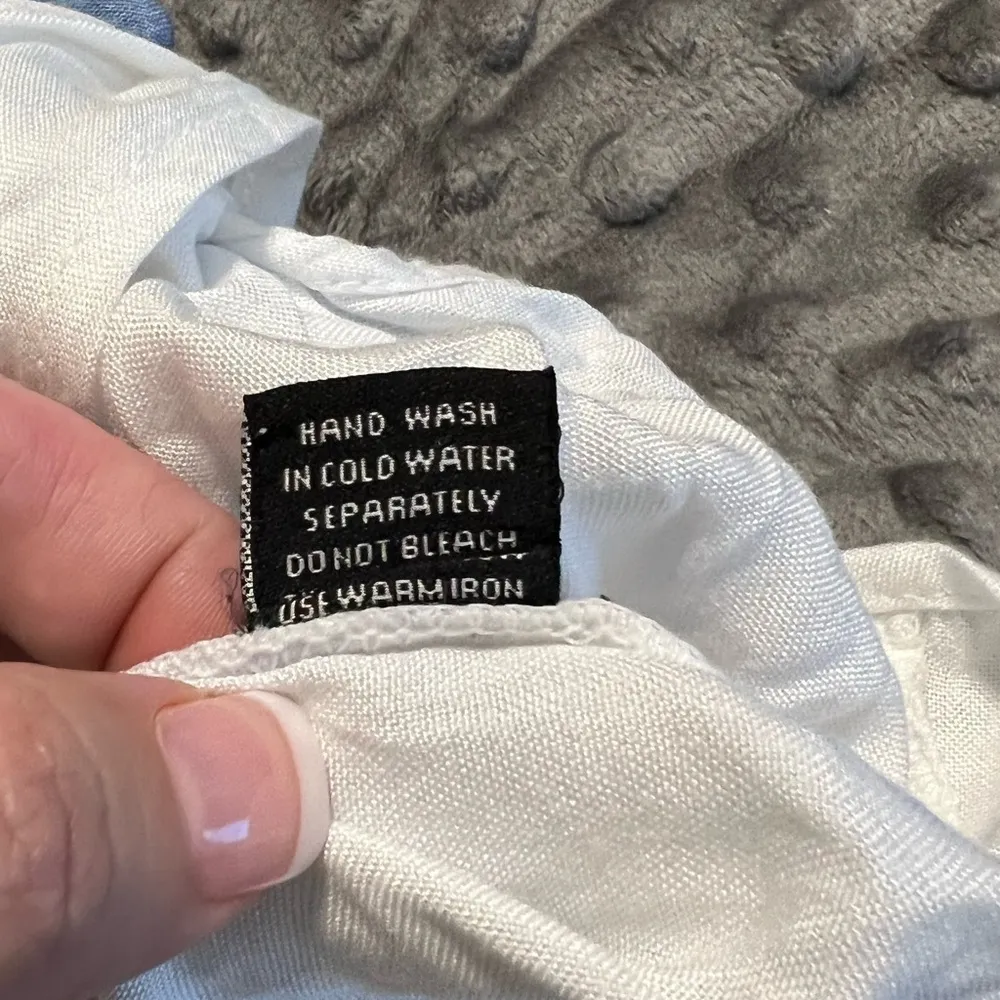 HAND WASH
IN COLD WATER
SEPARATELY
DO NOT BLEACH
USE WARM IRON